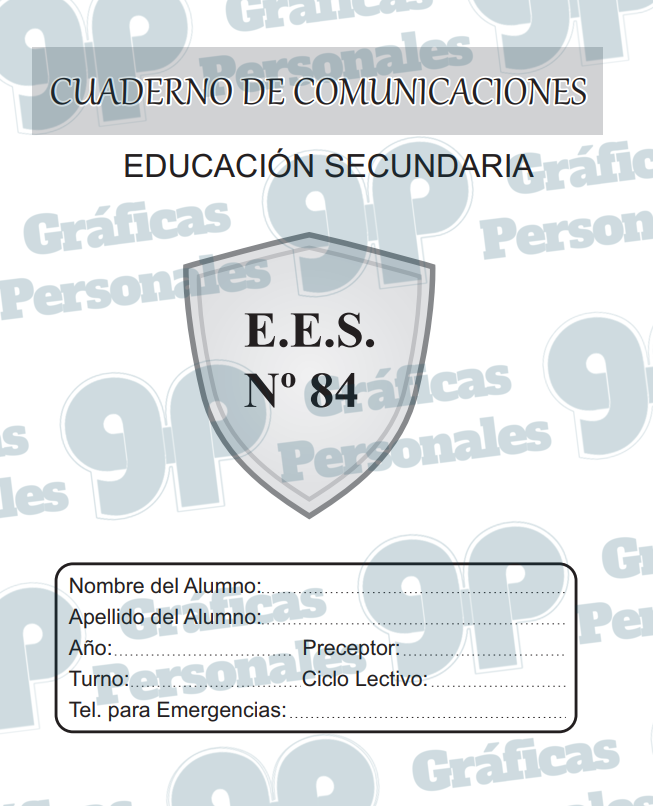 CUADERNO DE COMUNICACIONES
EDUCACIÓN SECUNDARIA
E.E.S.
Nº 84
Nombre del Alumno:
Apellido del Alumno:
Año: Preceptor:
Turno: Ciclo Lectivo:
Tel. para Emergencias:
gp Gráficas
Personales